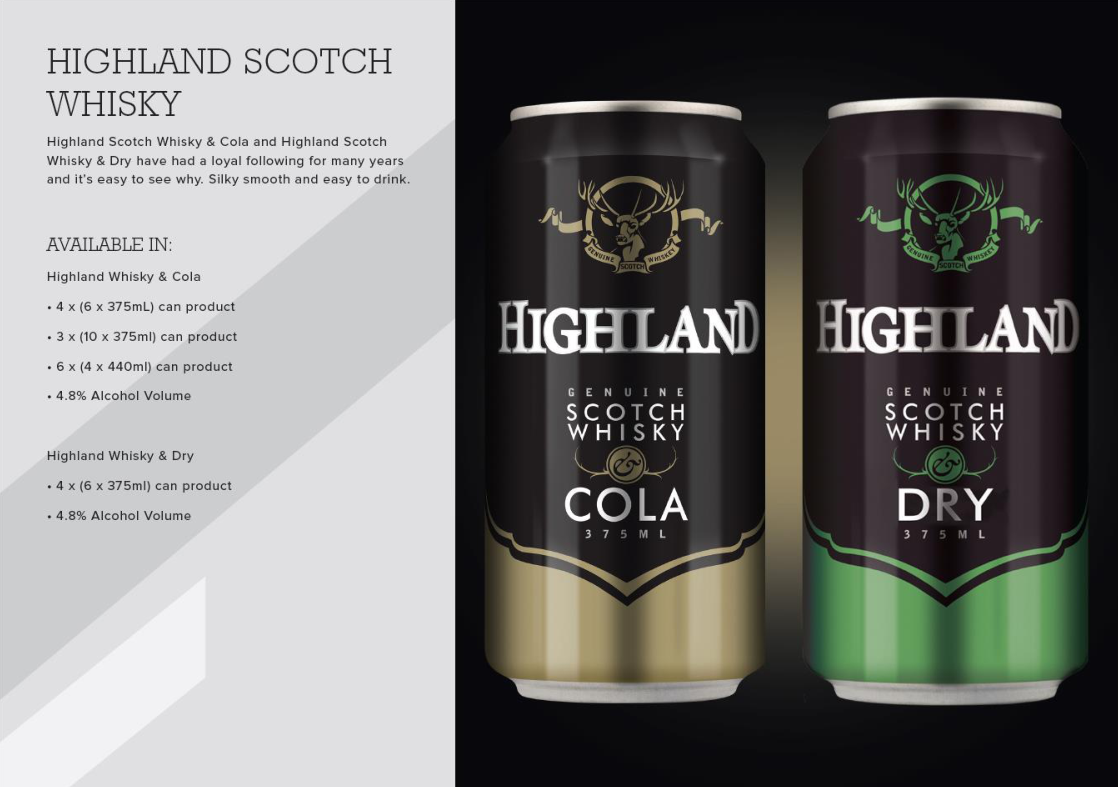 HIGHLAND SCOTCH
WHISKY
Highland Scotch Whisky & Cola and Highland Scotch
Whisky & Dry have had a loyal following for many years
and it's easy to see why. Silky smooth and easy to drink.
AVAILABLE IN:
Highland Whisky & Cola
• 4 x (6 x 375mL) can product
• 3 x (10 x 375ml) can product
• 6 x (4 x 440ml) can product
• 4.8% Alcohol Volume
Highland Whisky & Dry
• 4 x (6 x 375ml) can product
• 4.8% Alcohol Volume
GENUINE SCOTCH WHISKEY
HIGHLAND
GENUINE
SCOTCH
WHISKY
&
COLA
375ML
GENUINE SCOTCH WHISKEY
HIGHLAND
GENUINE
SCOTCH
WHISKY
&
DRY
375ML